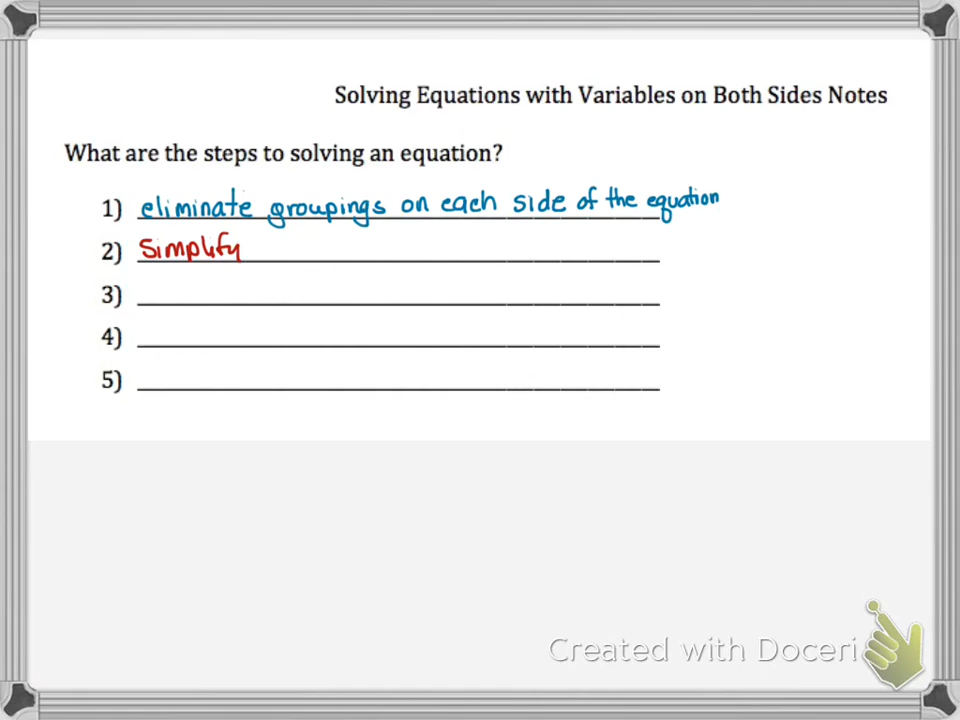 Solving Equations with Variables on Both Sides Notes
What are the steps to solving an equation?
1) eliminate groupings on each side of the equation
2) Simplify
3)
4)
5)
Created with Doceri